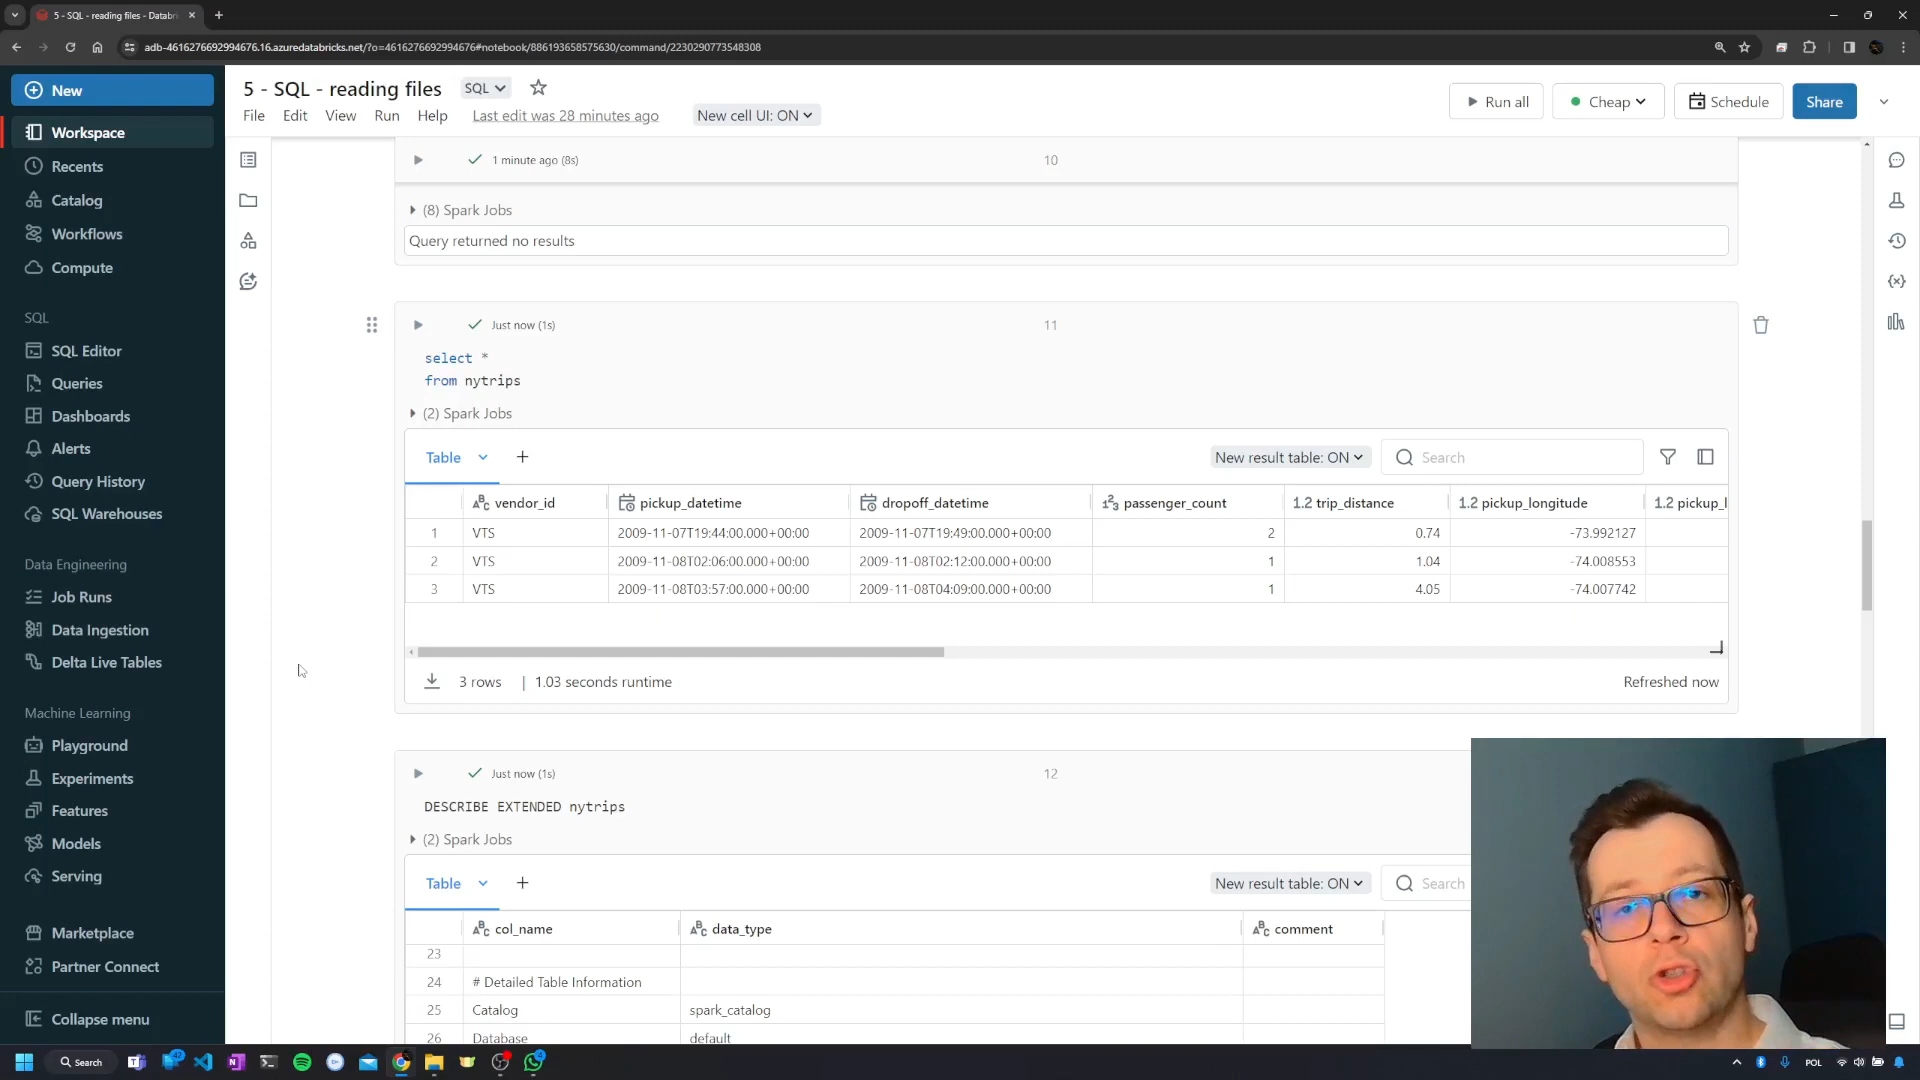 5 - SQL - reading files - Databri
adb-4616276692994676.16.azuredatabricks.net/?o=4616276692994676#notebook/886193658575630/command/2230290773548308
New
Workspace
Recents
Catalog
Workflows
Compute
SQL
SQL Editor
Queries
Dashboards
Alerts
Query History
SQL Warehouses
Data Engineering
Job Runs
Data Ingestion
Delta Live Tables
Machine Learning
Playground
Experiments
Features
Models
Serving
Marketplace
Partner Connect
Collapse menu
5 - SQL - reading files SQL
File Edit View Run Help Last edit was 28 minutes ago New cell UI: ON
Run all Cheap Schedule Share
1 minute ago (8s) 10
(8) Spark Jobs
Query returned no results
Just now (1s) 11
select *
from nytrips
(2) Spark Jobs
Table + New result table: ON Search
vendor_id pickup_datetime dropoff_datetime passenger_count 1.2 trip_distance 1.2 pickup_longitude 1.2 pickup_l
1 VTS 2009-11-07T19:44:00.000+00:00 2009-11-07T19:49:00.000+00:00 2 0.74 -73.992127
2 VTS 2009-11-08T02:06:00.000+00:00 2009-11-08T02:12:00.000+00:00 1 1.04 -74.008553
3 VTS 2009-11-08T03:57:00.000+00:00 2009-11-08T04:09:00.000+00:00 1 4.05 -74.007742
3 rows | 1.03 seconds runtime Refreshed now
Just now (1s) 12
DESCRIBE EXTENDED nytrips
(2) Spark Jobs
Table + New result table: ON Search
col_name data_type comment
23
24 # Detailed Table Information
25 Catalog spark_catalog
26 Database default
Search
POL